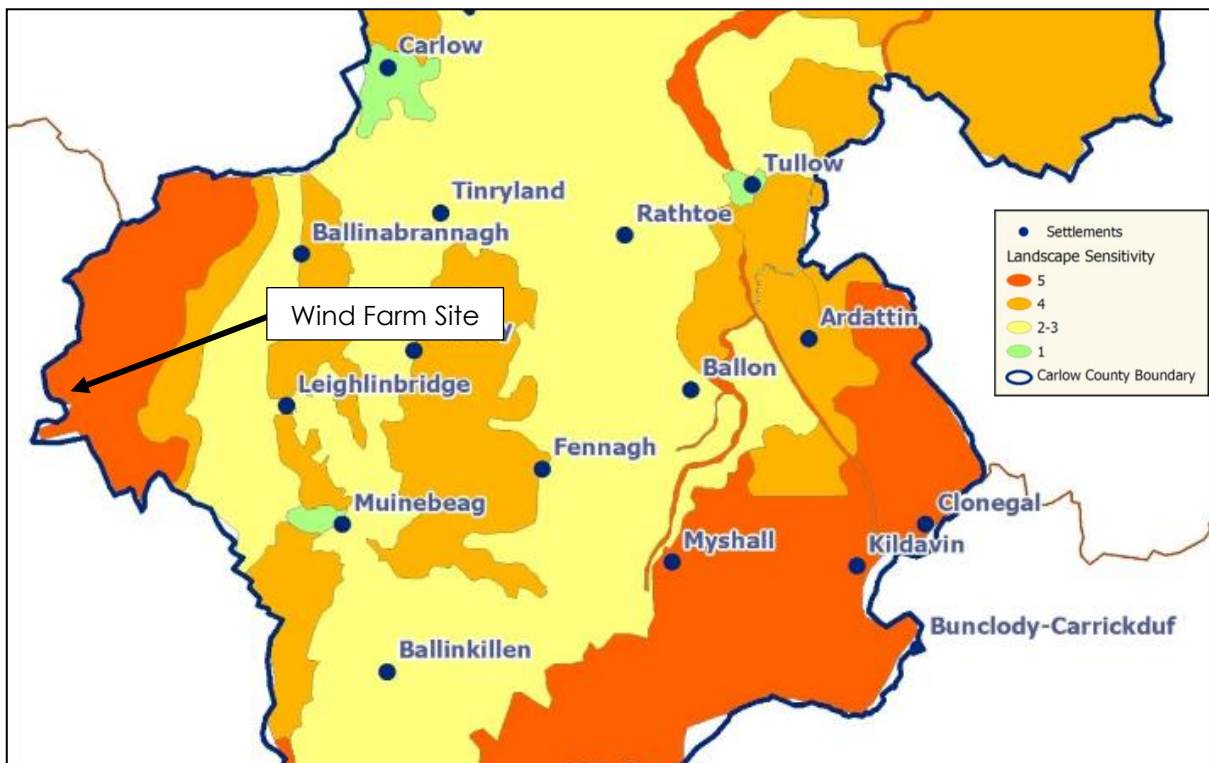 Carlow
Tullow
Tinryland
Rathtoe
Ballinabrannagh
Settlements
Landscape Sensitivity
5
4
2-3
1
Carlow County Boundary
Wind Farm Site
y
Ardattin
Leighlinbridge
Ballon
Fennagh
Muinebeag
Clonegal
Myshall
Kildavin
Bunclody-Carrickduf
Ballinkillen